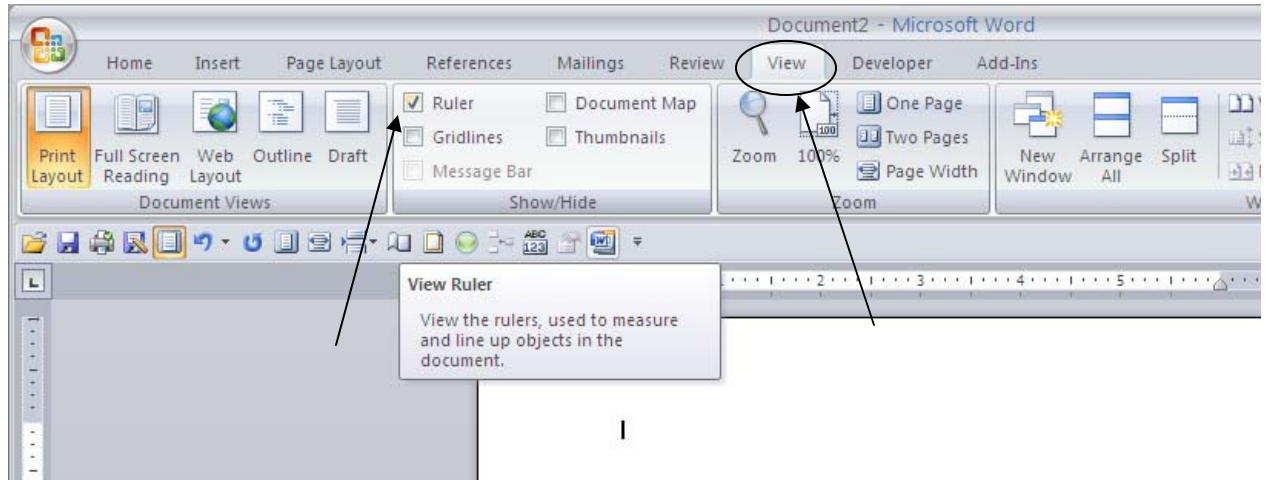 Document2 - Microsoft Word
Home Insert Page Layout References Mailings Review View Developer Add-Ins
Ruler Document Map One Page
Gridlines Thumbnails Two Pages
Message Bar Page Width
Print Layout Full Screen Reading Web Layout Outline Draft Zoom 100% New Window Arrange All Split
Document Views Show/Hide Zoom W
ABC
123
L 2 3 4 5
View Ruler
View the rulers, used to measure
and line up objects in the
document.